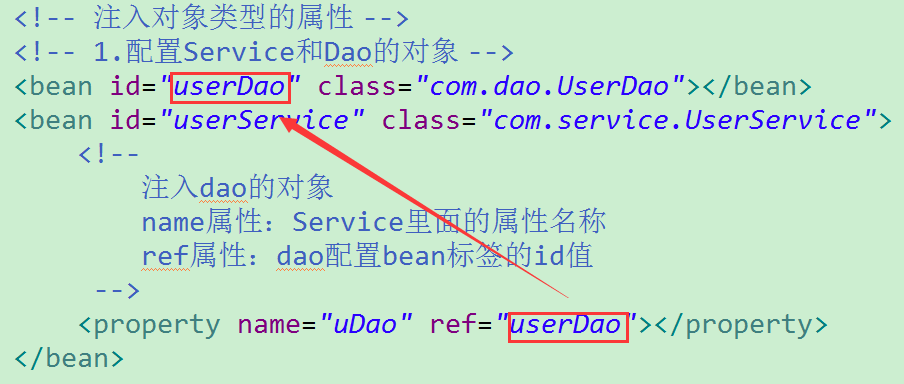 <!-- 注入对象类型的属性 -->
<!-- 1.配置Service和Dao的对象 -->
<bean id="userDao" class="com.dao.UserDao"></bean>
<bean id="userService" class="com.service.UserService">
<!--
注入dao的对象
name属性：Service里面的属性名称
ref属性：dao配置bean标签的id值
-->
<property name="uDao" ref="userDao"></property>
</bean>